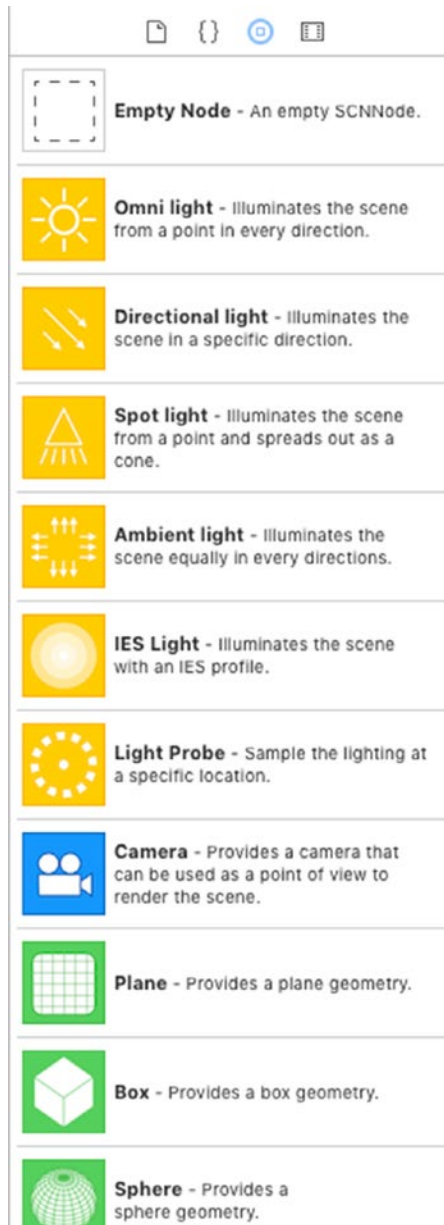 Empty Node - An empty SCNNode.
Omni light - Illuminates the scene
from a point in every direction.
Directional light - Illuminates the
scene in a specific direction.
Spot light - Illuminates the scene
from a point and spreads out as a
cone.
Ambient light - Illuminates the
scene equally in every directions.
IES Light - Illuminates the scene
with an IES profile.
Light Probe - Sample the lighting at
a specific location.
Camera - Provides a camera that
can be used as a point of view to
render the scene.
Plane - Provides a plane geometry.
Box - Provides a box geometry.
Sphere - Provides a
sphere geometry.